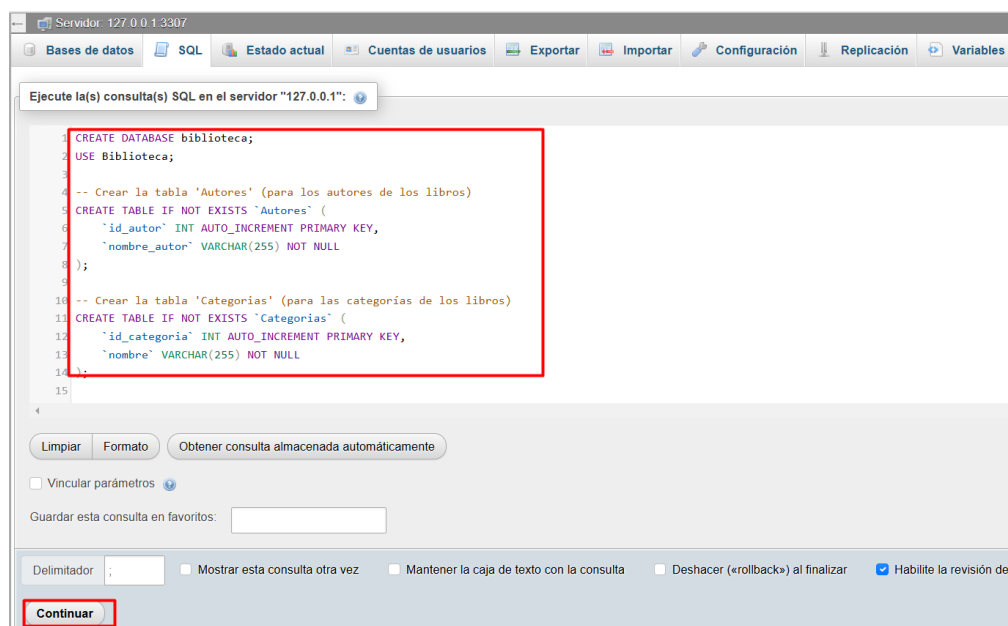 Servidor: 127.0.0.1:3307
Bases de datos SQL Estado actual Cuentas de usuarios Exportar Importar Configuración Replicación Variables
Ejecute la(s) consulta(s) SQL en el servidor "127.0.0.1":
1 CREATE DATABASE biblioteca;
2 USE Biblioteca;
3
4 -- Crear la tabla 'Autores' (para los autores de los libros)
5 CREATE TABLE IF NOT EXISTS `Autores` (
6 `id_autor` INT AUTO_INCREMENT PRIMARY KEY,
7 `nombre_autor` VARCHAR(255) NOT NULL
8 );
9
10 -- Crear la tabla 'Categorias' (para las categorías de los libros)
11 CREATE TABLE IF NOT EXISTS `Categorias` (
12 `id_categoria` INT AUTO_INCREMENT PRIMARY KEY,
13 `nombre` VARCHAR(255) NOT NULL
14 );
15
Limpiar Formato Obtener consulta almacenada automáticamente
Vincular parámetros
Guardar esta consulta en favoritos:
Delimitador ; Mostrar esta consulta otra vez Mantener la caja de texto con la consulta Deshacer («rollback») al finalizar Habilite la revisión de
Continuar